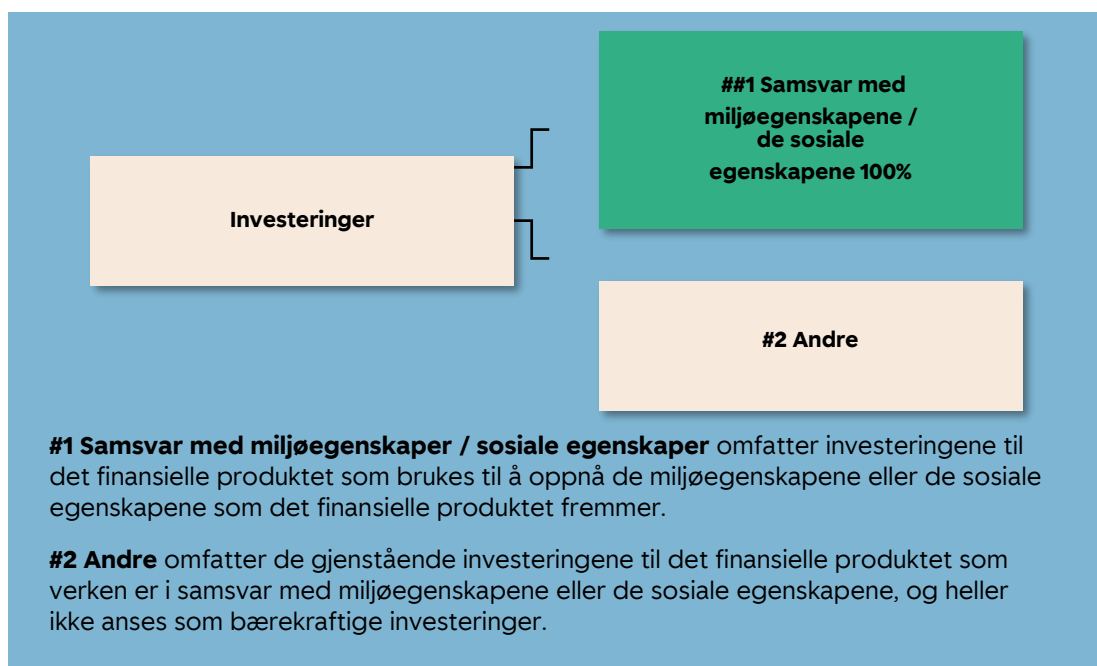 ##1 Samsvar med
miljøegenskapene /
de sosiale
egenskapene 100%
Investeringer
#2 Andre
#1 Samsvar med miljøegenskaper / sosiale egenskaper omfatter investeringene til
det finansielle produktet som brukes til å oppnå de miljøegenskapene eller de sosiale
egenskapene som det finansielle produktet fremmer.
#2 Andre omfatter de gjenstående investeringene til det finansielle produktet som
verken er i samsvar med miljøegenskapene eller de sosiale egenskapene, og heller
ikke anses som bærekraftige investeringer.